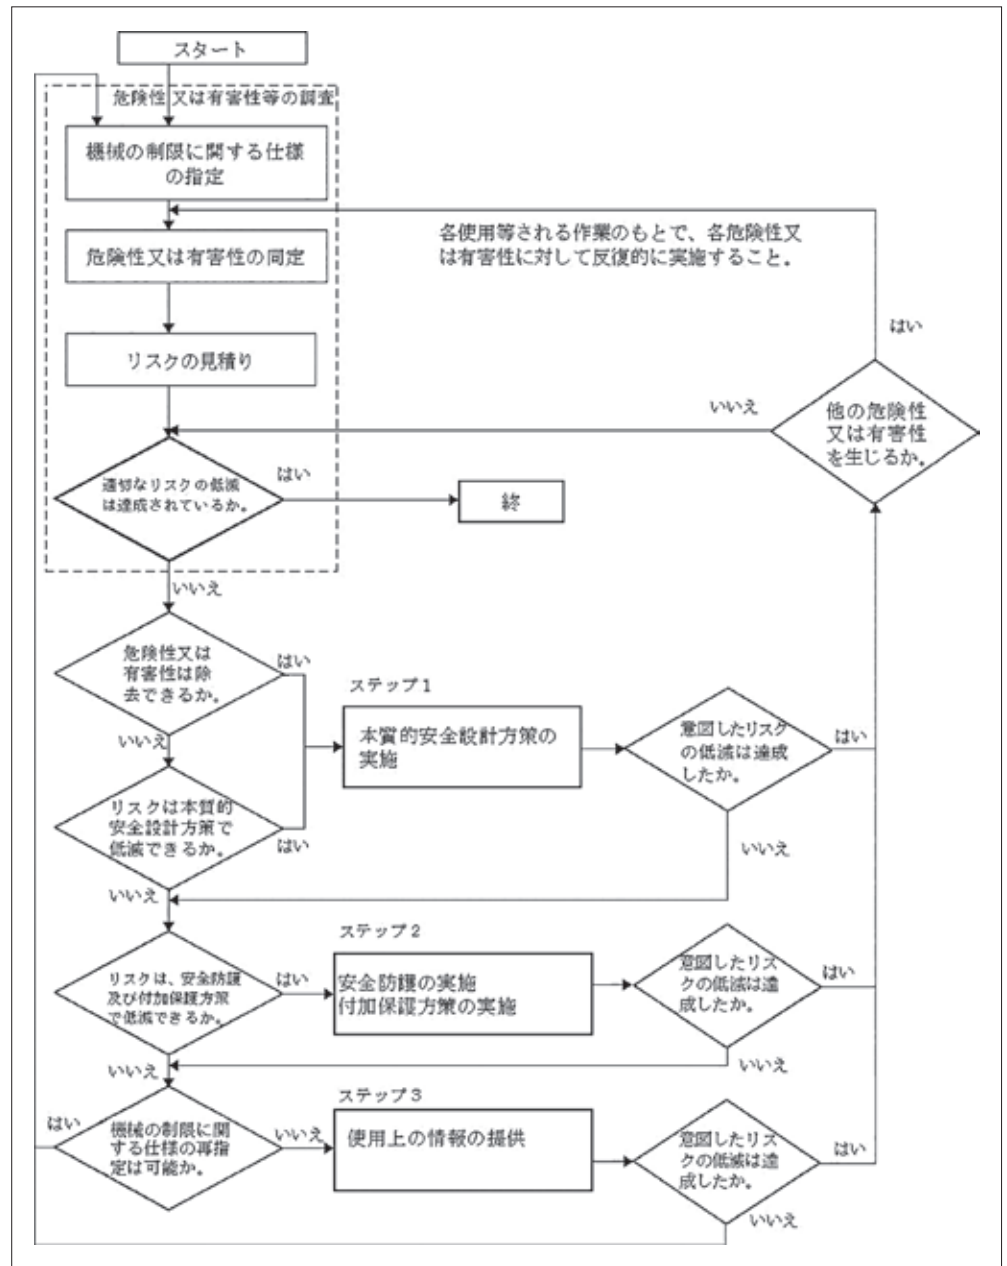 スタート
危険性又は有害性等の調査
機械の制限に関する仕様
の指定
各使用等される作業のもとで、各危険性又
は有害性に対して反復的に実施すること。
危険性又は有害性の同定
はい
リスクの見積り
いいえ
他の危険性
又は有害性
を生じるか。
適切なリスクの低減
は達成されているか。
はい
終
いいえ
危険性又は
有害性は除
去できるか。
はい
ステップ1
本質的安全設計方策の
実施
意図したリスク
の低減は達成
したか。
はい
いいえ
リスクは本質的
安全設計方策で
低減できるか。
はい
いいえ
いいえ
ステップ2
リスクは、安全防護
及び付加保護方策
で低減できるか。
はい
安全防護の実施
付加保護方策の実施
意図したリス
クの低減は達
成したか。
はい
いいえ
いいえ
ステップ3
はい
機械の制限に関
する仕様の再指
定は可能か。
いいえ
使用上の情報の提供
意図したリス
クの低減は達
成したか。
はい
いいえ